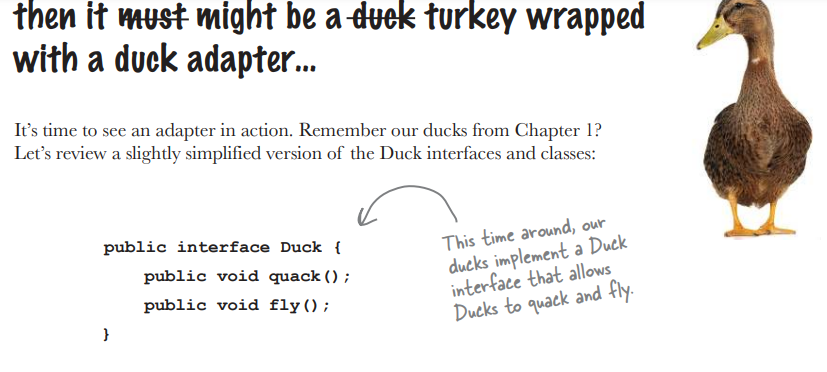 then it must might be a duck turkey wrapped
with a duck adapter...
It's time to see an adapter in action. Remember our ducks from Chapter 1?
Let's review a slightly simplified version of the Duck interfaces and classes:
public interface Duck {
public void quack();
public void fly();
}
This time around, our
ducks implement a Duck
interface that allows
Ducks to quack and fly.